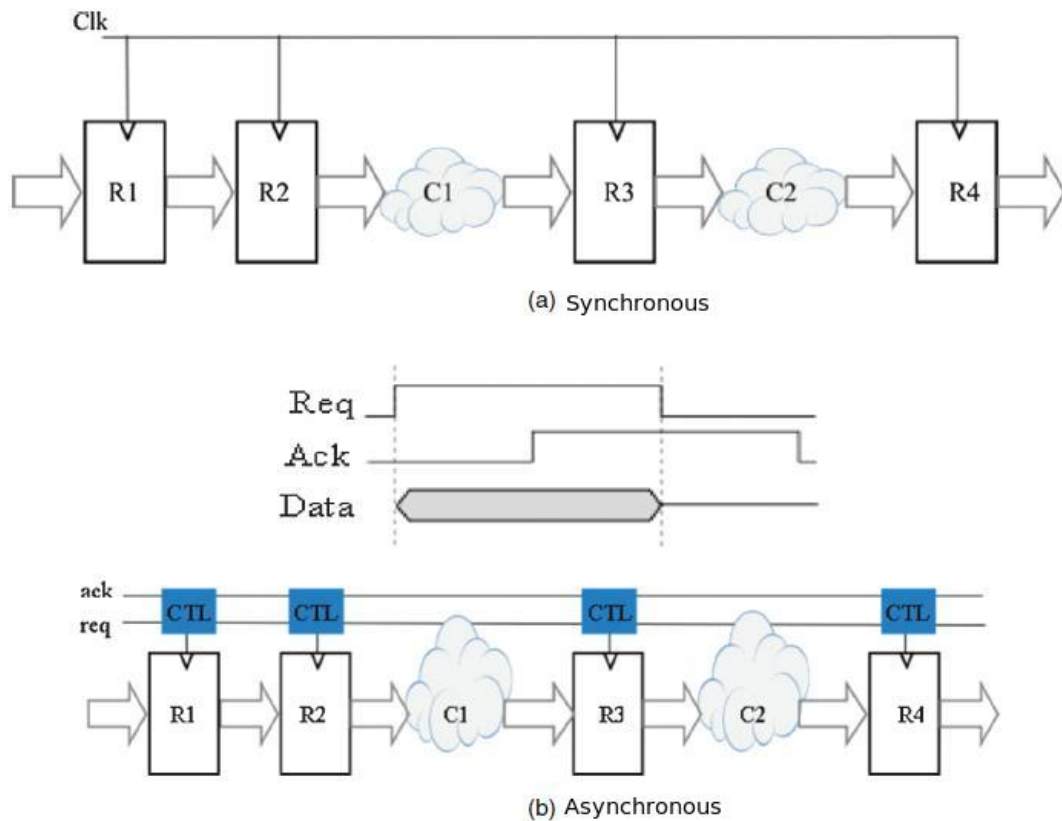 Clk
R1 R2 C1 R3 C2 R4
(a) Synchronous
Req
Ack
Data
ack
CTL CTL CTL CTL
req
R1 R2 C1 R3 C2 R4
(b) Asynchronous